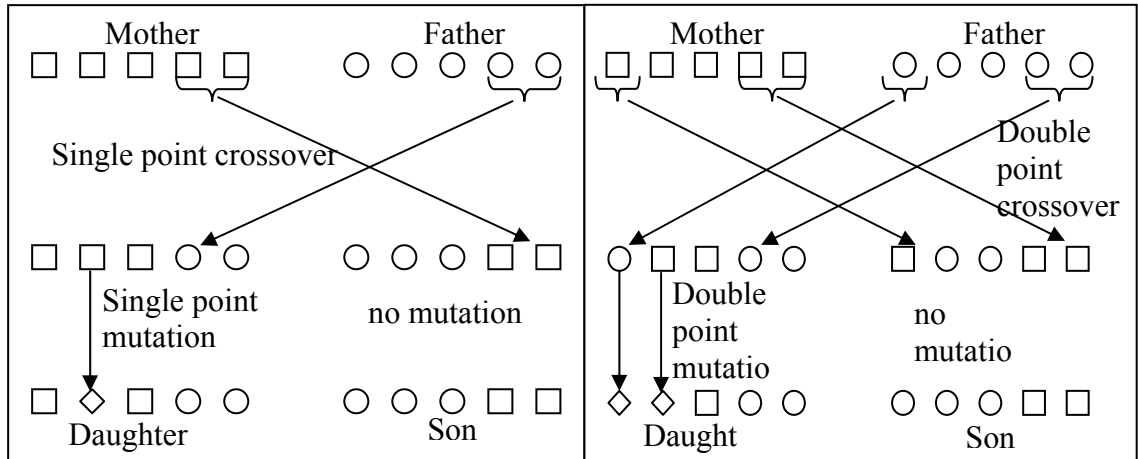 Mother Father
Single point crossover
Single point
mutation
no mutation
Daughter Son
Mother Father
Double
point
crossover
Double
point
mutatio
no
mutatio
Daught Son